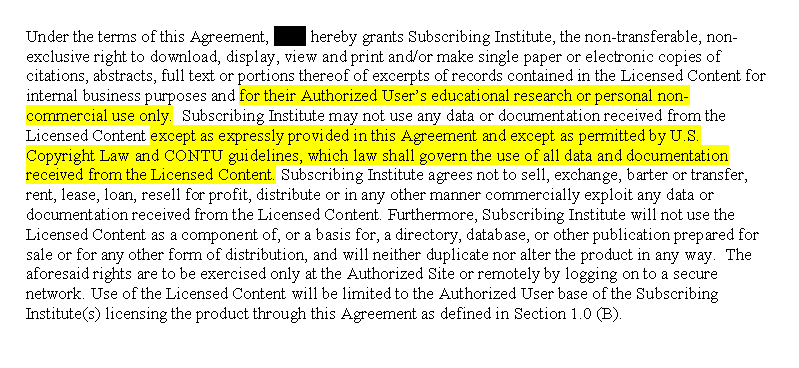 Under the terms of this Agreement, hereby grants Subscribing Institute, the non-transferable, non-
exclusive right to download, display, view and print and/or make single paper or electronic copies of
citations, abstracts, full text or portions thereof of excerpts of records contained in the Licensed Content for
internal business purposes and for their Authorized User's educational research or personal non-
commercial use only. Subscribing Institute may not use any data or documentation received from the
Licensed Content except as expressly provided in this Agreement and except as permitted by U.S.
Copyright Law and CONTU guidelines, which law shall govern the use of all data and documentation
received from the Licensed Content. Subscribing Institute agrees not to sell, exchange, barter or transfer,
rent, lease, loan, resell for profit, distribute or in any other manner commercially exploit any data or
documentation received from the Licensed Content. Furthermore, Subscribing Institute will not use the
Licensed Content as a component of, or a basis for, a directory, database, or other publication prepared for
sale or for any other form of distribution, and will neither duplicate nor alter the product in any way. The
aforesaid rights are to be exercised only at the Authorized Site or remotely by logging on to a secure
network. Use of the Licensed Content will be limited to the Authorized User base of the Subscribing
Institute(s) licensing the product through this Agreement as defined in Section 1.0 (B).